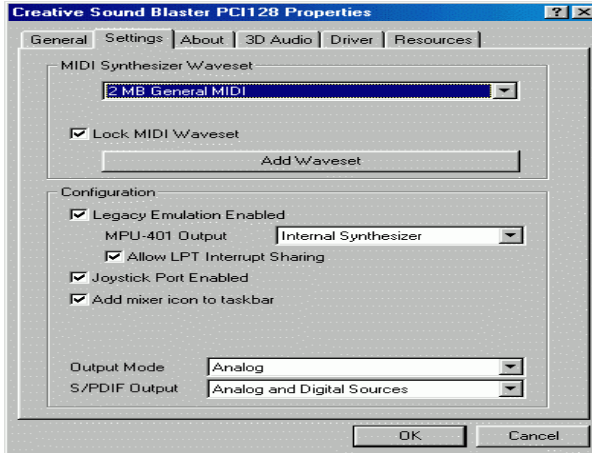 Creative Sound Blaster PCI128 Properties
General Settings About 3D Audio Driver Resources
MIDI Synthesizer Waveset
2 MB General MIDI
Lock MIDI Waveset
Add Waveset
Configuration
Legacy Emulation Enabled
MPU-401 Output Internal Synthesizer
Allow LPT Interrupt Sharing
Joystick Port Enabled
Add mixer icon to taskbar
Output Mode Analog
S/PDIF Output Analog and Digital Sources
OK Cancel